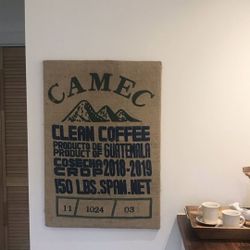 CAMEC
CLEAN COFFEE
PRODUCTO DE
PRODUCT OF GUATEMALA
COSECHA
CROP 2018-2019
150 LBS.SPAN.NET
11 / 1024 / 03